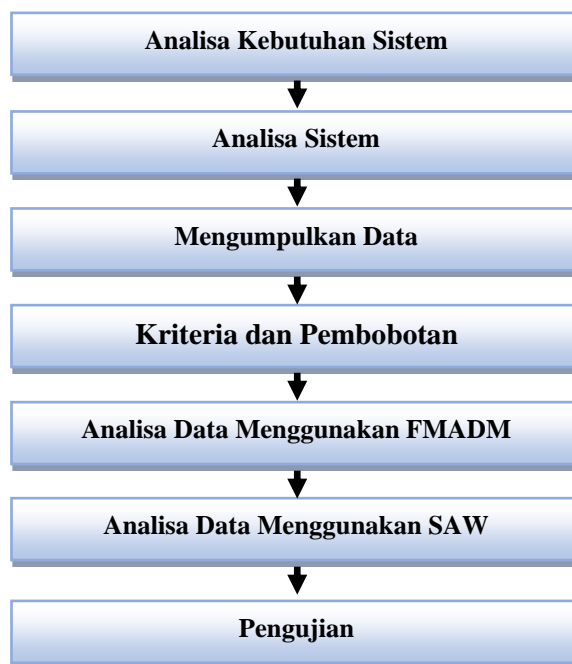 Analisa Kebutuhan Sistem
Analisa Sistem
Mengumpulkan Data
Kriteria dan Pembobotan
Analisa Data Menggunakan FMADM
Analisa Data Menggunakan SAW
Pengujian